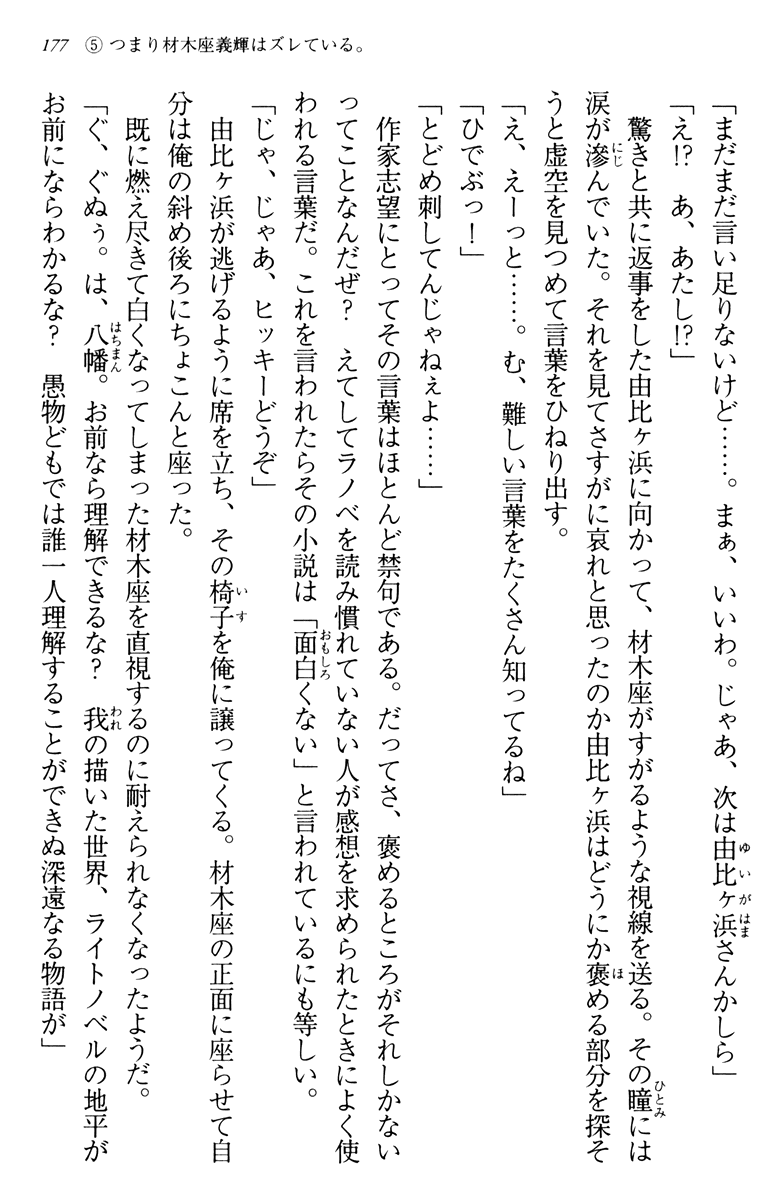 177 ⑤ つまり材木座義輝はズレている。
「まだまだ言い足りないけど……。まぁ、いいわ。じゃあ、次は由比ヶ浜さんかしら」
「え!? あ、あたし!?」
驚きと共に返事をした由比ヶ浜に向かって、材木座がすがるような視線を送る。その瞳には
涙が滲んでいた。それを見てさすがに哀れと思ったのか由比ヶ浜はどうにか褒める部分を探そ
うと虚空を見つめて言葉をひねり出す。
「え、えーっと……。む、難しい言葉をたくさん知ってるね」
「ひでぶっ！」
「とどめ刺してんじゃねぇよ……」
作家志望にとってその言葉はほとんど禁句である。だってさ、褒めるところがそれしかない
ってことなんだぜ？　えてしてラノベを読み慣れていない人が感想を求められたときによく使
われる言葉だ。これを言われたらその小説は「面白くない」と言われているにも等しい。
「じゃ、じゃあ、ヒッキーどうぞ」
由比ヶ浜が逃げるように席を立ち、その椅子を俺に譲ってくる。材木座の正面に座らせて自
分は俺の斜め後ろにちょこんと座った。
既に燃え尽きて白くなってしまった材木座を直視するのに耐えられなくなったようだ。
「ぐ、ぐぬぅ。は、八幡。お前なら理解できるな？　我の描いた世界、ライトノベルの地平が
お前にならわかるな？　愚物どもでは誰一人理解することができぬ深遠なる物語が」